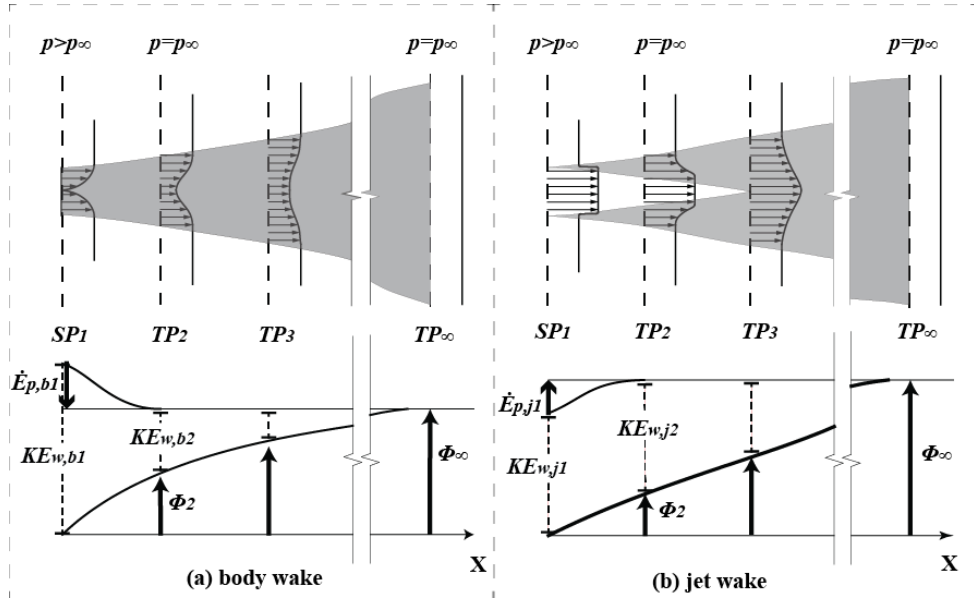 p>p∞ p=p∞ p=p∞
SP1 TP2 TP3 TP∞
Ėp,b1
KEw,b1
KEw,b2
Φ2
Φ∞
X
(a) body wake
p>p∞ p=p∞ p=p∞
SP1 TP2 TP3 TP∞
Ėp,j1
KEw,j1
KEw,j2
Φ2
Φ∞
X
(b) jet wake